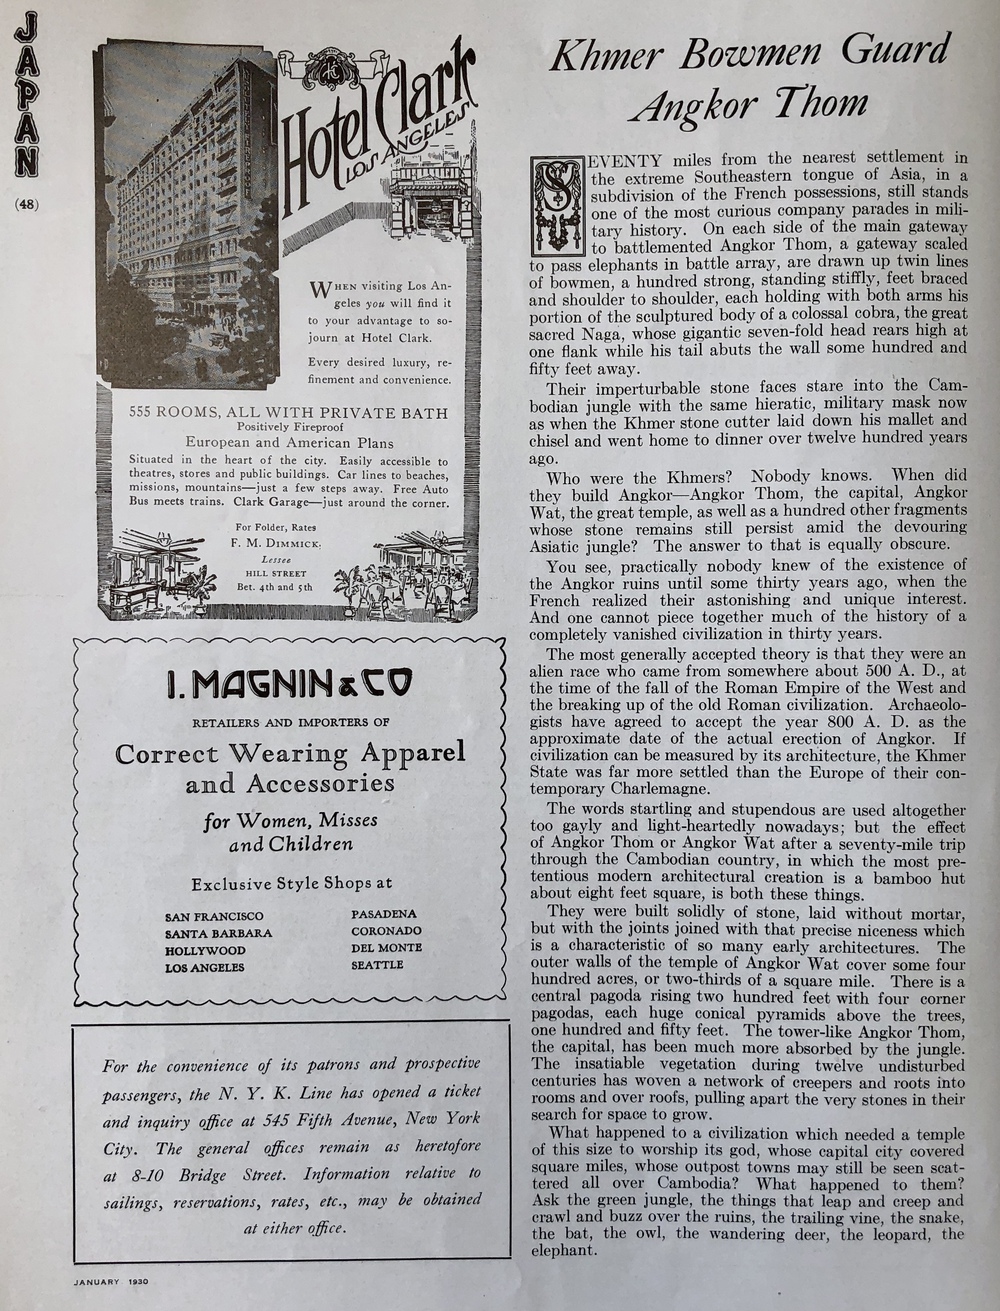 JAPAN
(48)
Hotel Clark
LOS ANGELES
WHEN visiting Los An-
geles you will find it
to your advantage to so-
journ at Hotel Clark.
Every desired luxury, re-
finement and convenience.
555 ROOMS, ALL WITH PRIVATE BATH
Positively Fireproof
European and American Plans
Situated in the heart of the city. Easily accessible to
theatres, stores and public buildings. Car lines to beaches,
missions, mountains—just a few steps away. Free Auto
Bus meets trains. Clark Garage—just around the corner.
For Folder, Rates
F. M. DIMMICK.
Lessee
HILL STREET
Bet. 4th and 5th
I. MAGNIN & CO
RETAILERS AND IMPORTERS OF
Correct Wearing Apparel
and Accessories
for Women, Misses
and Children
Exclusive Style Shops at
SAN FRANCISCO
SANTA BARBARA
HOLLYWOOD
LOS ANGELES
PASADENA
CORONADO
DEL MONTE
SEATTLE
For the convenience of its patrons and prospective
passengers, the N. Y. K. Line has opened a ticket
and inquiry office at 545 Fifth Avenue, New York
City. The general offices remain as heretofore
at 8-10 Bridge Street. Information relative to
sailings, reservations, rates, etc., may be obtained
at either office.
JANUARY 1930
Khmer Bowmen Guard
Angkor Thom
SEVENTY miles from the nearest settlement in
the extreme Southeastern tongue of Asia, in a
subdivision of the French possessions, still stands
one of the most curious company parades in mili-
tary history. On each side of the main gateway
to battlemented Angkor Thom, a gateway scaled
to pass elephants in battle array, are drawn up twin lines
of bowmen, a hundred strong, standing stiffly, feet braced
and shoulder to shoulder, each holding with both arms his
portion of the sculptured body of a colossal cobra, the great
sacred Naga, whose gigantic seven-fold head rears high at
one flank while his tail abuts the wall some hundred and
fifty feet away.
Their imperturbable stone faces stare into the Cam-
bodian jungle with the same hieratic, military mask now
as when the Khmer stone cutter laid down his mallet and
chisel and went home to dinner over twelve hundred years
ago.
Who were the Khmers? Nobody knows. When did
they build Angkor—Angkor Thom, the capital, Angkor
Wat, the great temple, as well as a hundred other fragments
whose stone remains still persist amid the devouring
Asiatic jungle? The answer to that is equally obscure.
You see, practically nobody knew of the existence of
the Angkor ruins until some thirty years ago, when the
French realized their astonishing and unique interest.
And one cannot piece together much of the history of a
completely vanished civilization in thirty years.
The most generally accepted theory is that they were an
alien race who came from somewhere about 500 A. D., at
the time of the fall of the Roman Empire of the West and
the breaking up of the old Roman civilization. Archaeolo-
gists have agreed to accept the year 800 A. D. as the
approximate date of the actual erection of Angkor. If
civilization can be measured by its architecture, the Khmer
State was far more settled than the Europe of their con-
temporary Charlemagne.
The words startling and stupendous are used altogether
too gayly and light-heartedly nowadays; but the effect
of Angkor Thom or Angkor Wat after a seventy-mile trip
through the Cambodian country, in which the most pre-
tentious modern architectural creation is a bamboo hut
about eight feet square, is both these things.
They were built solidly of stone, laid without mortar,
but with the joints joined with that precise niceness which
is a characteristic of so many early architectures. The
outer walls of the temple of Angkor Wat cover some four
hundred acres, or two-thirds of a square mile. There is a
central pagoda rising two hundred feet with four corner
pagodas, each huge conical pyramids above the trees,
one hundred and fifty feet. The tower-like Angkor Thom,
the capital, has been much more absorbed by the jungle.
The insatiable vegetation during twelve undisturbed
centuries has woven a network of creepers and roots into
rooms and over roofs, pulling apart the very stones in their
search for space to grow.
What happened to a civilization which needed a temple
of this size to worship its god, whose capital city covered
square miles, whose outpost towns may still be seen scat-
tered all over Cambodia? What happened to them?
Ask the green jungle, the things that leap and creep and
crawl and buzz over the ruins, the trailing vine, the snake,
the bat, the owl, the wandering deer, the leopard, the
elephant.